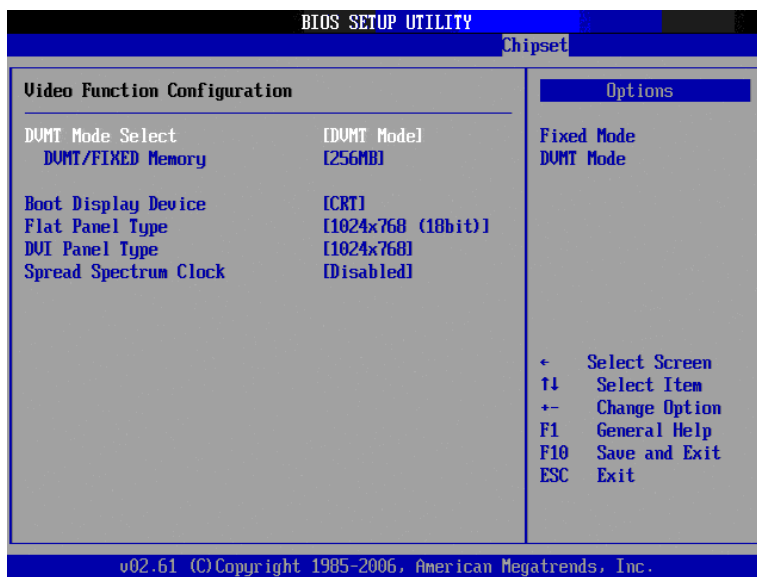 BIOS SETUP UTILITY
Chipset
Video Function Configuration
DVMT Mode Select [DVMT Mode]
DVMT/FIXED Memory [256MB]
Boot Display Device [CRT]
Flat Panel Type [1024x768 (18bit)]
DVI Panel Type [1024x768]
Spread Spectrum Clock [Disabled]
Options
Fixed Mode
DVMT Mode
← Select Screen
↑↓ Select Item
+- Change Option
F1 General Help
F10 Save and Exit
ESC Exit
v02.61 (C)Copyright 1985-2006, American Megatrends, Inc.